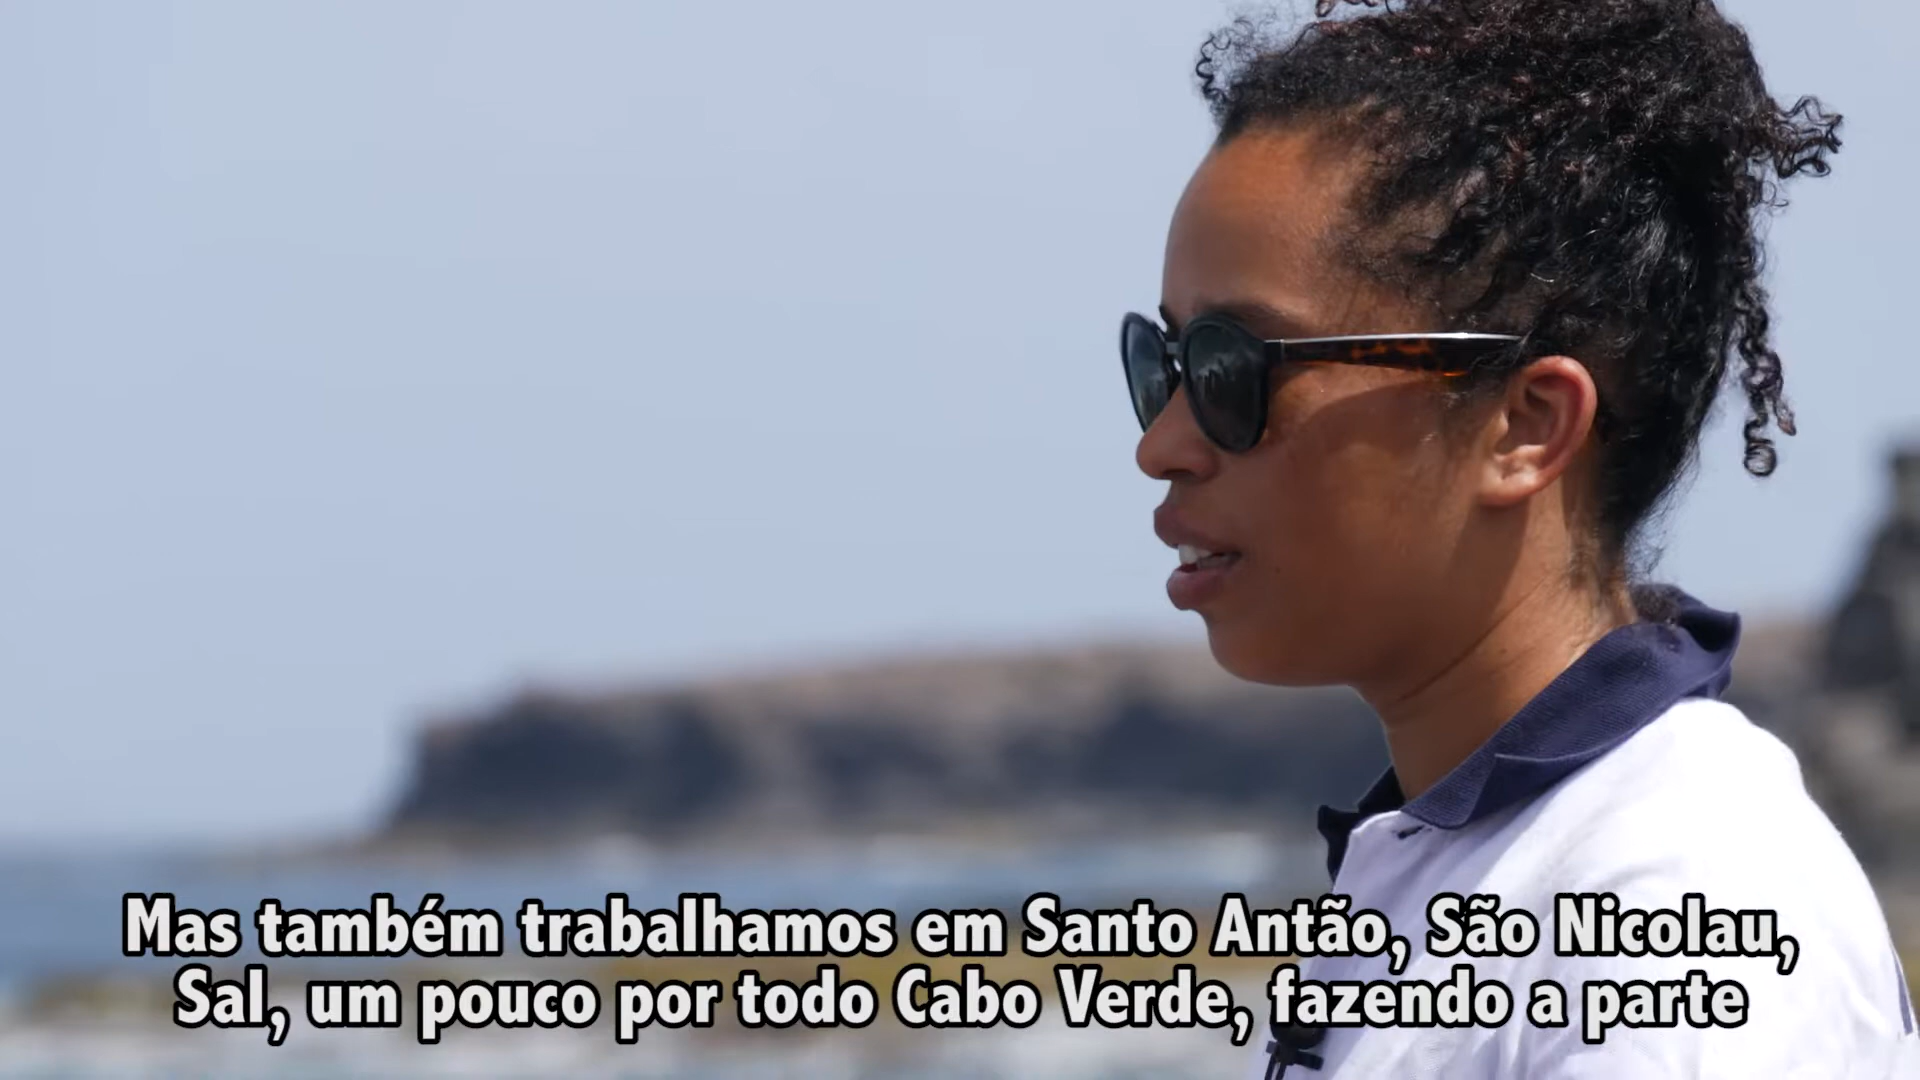 Mas também trabalhamos em Santo Antão, São Nicolau,
Sal, um pouco por todo Cabo Verde, fazendo a parte